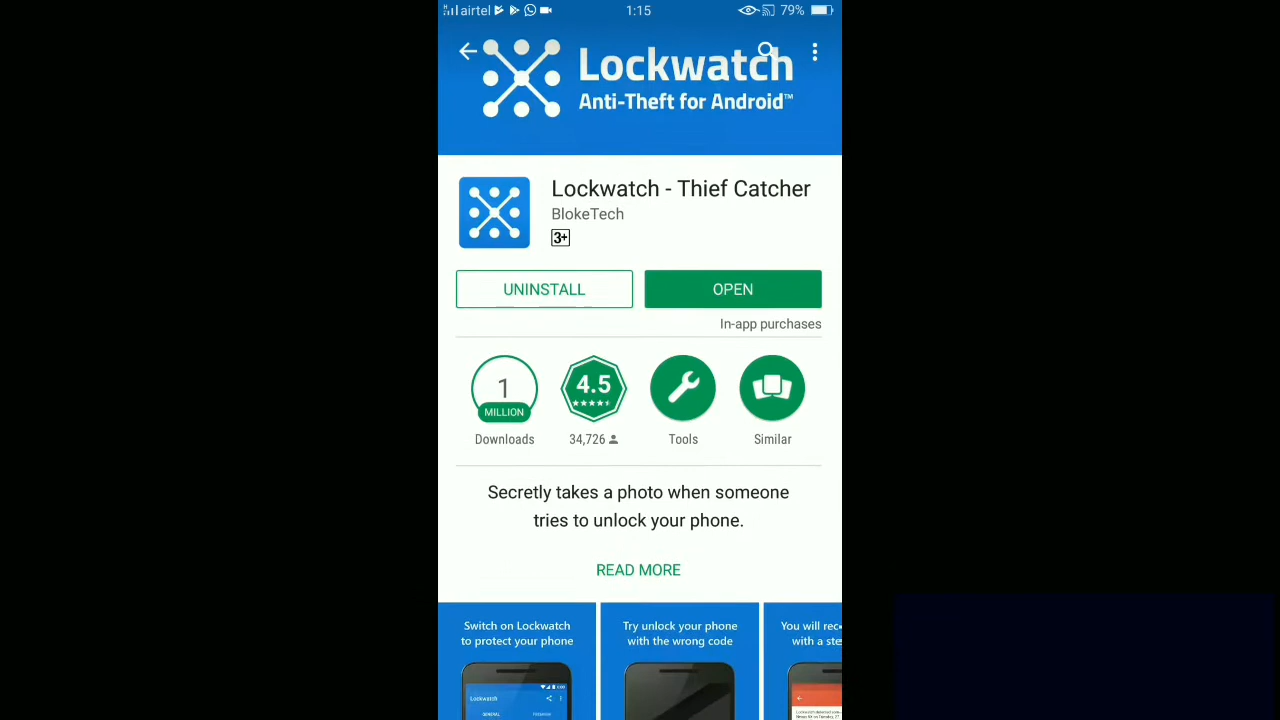 airtel 1:15 79%
Lockwatch
Anti-Theft for Android™
Lockwatch - Thief Catcher
BlokeTech
3+
UNINSTALL OPEN
In-app purchases
1 4.5
MILLION
Downloads 34,726 Tools Similar
Secretly takes a photo when someone
tries to unlock your phone.
READ MORE
Switch on Lockwatch Try unlock your phone You will rec
to protect your phone with the wrong code with a ste
Lockwatch
GENERAL